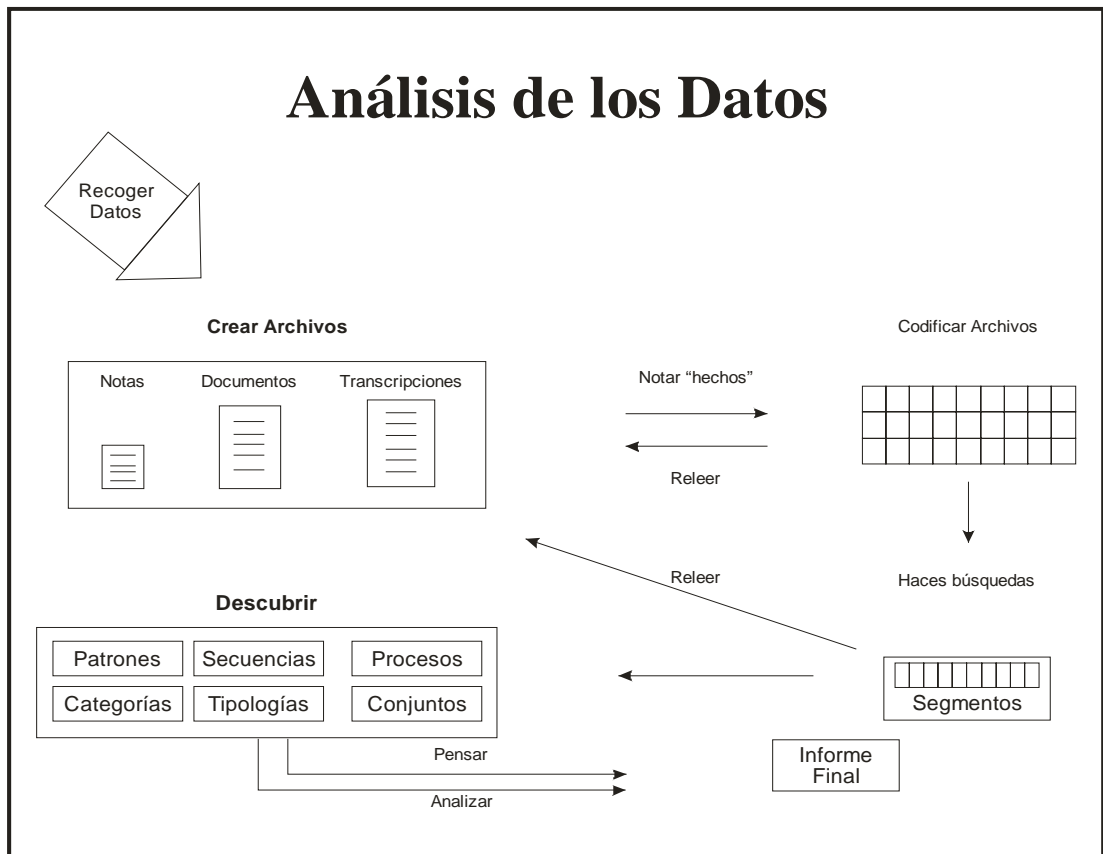 Análisis de los Datos
Recoger
Datos
Crear Archivos
Codificar Archivos
Notas
Documentos
Transcripciones
Notar “hechos”
Releer
Releer
Haces búsquedas
Descubrir
Patrones
Secuencias
Procesos
Categorías
Tipologías
Conjuntos
Segmentos
Pensar
Analizar
Informe
Final